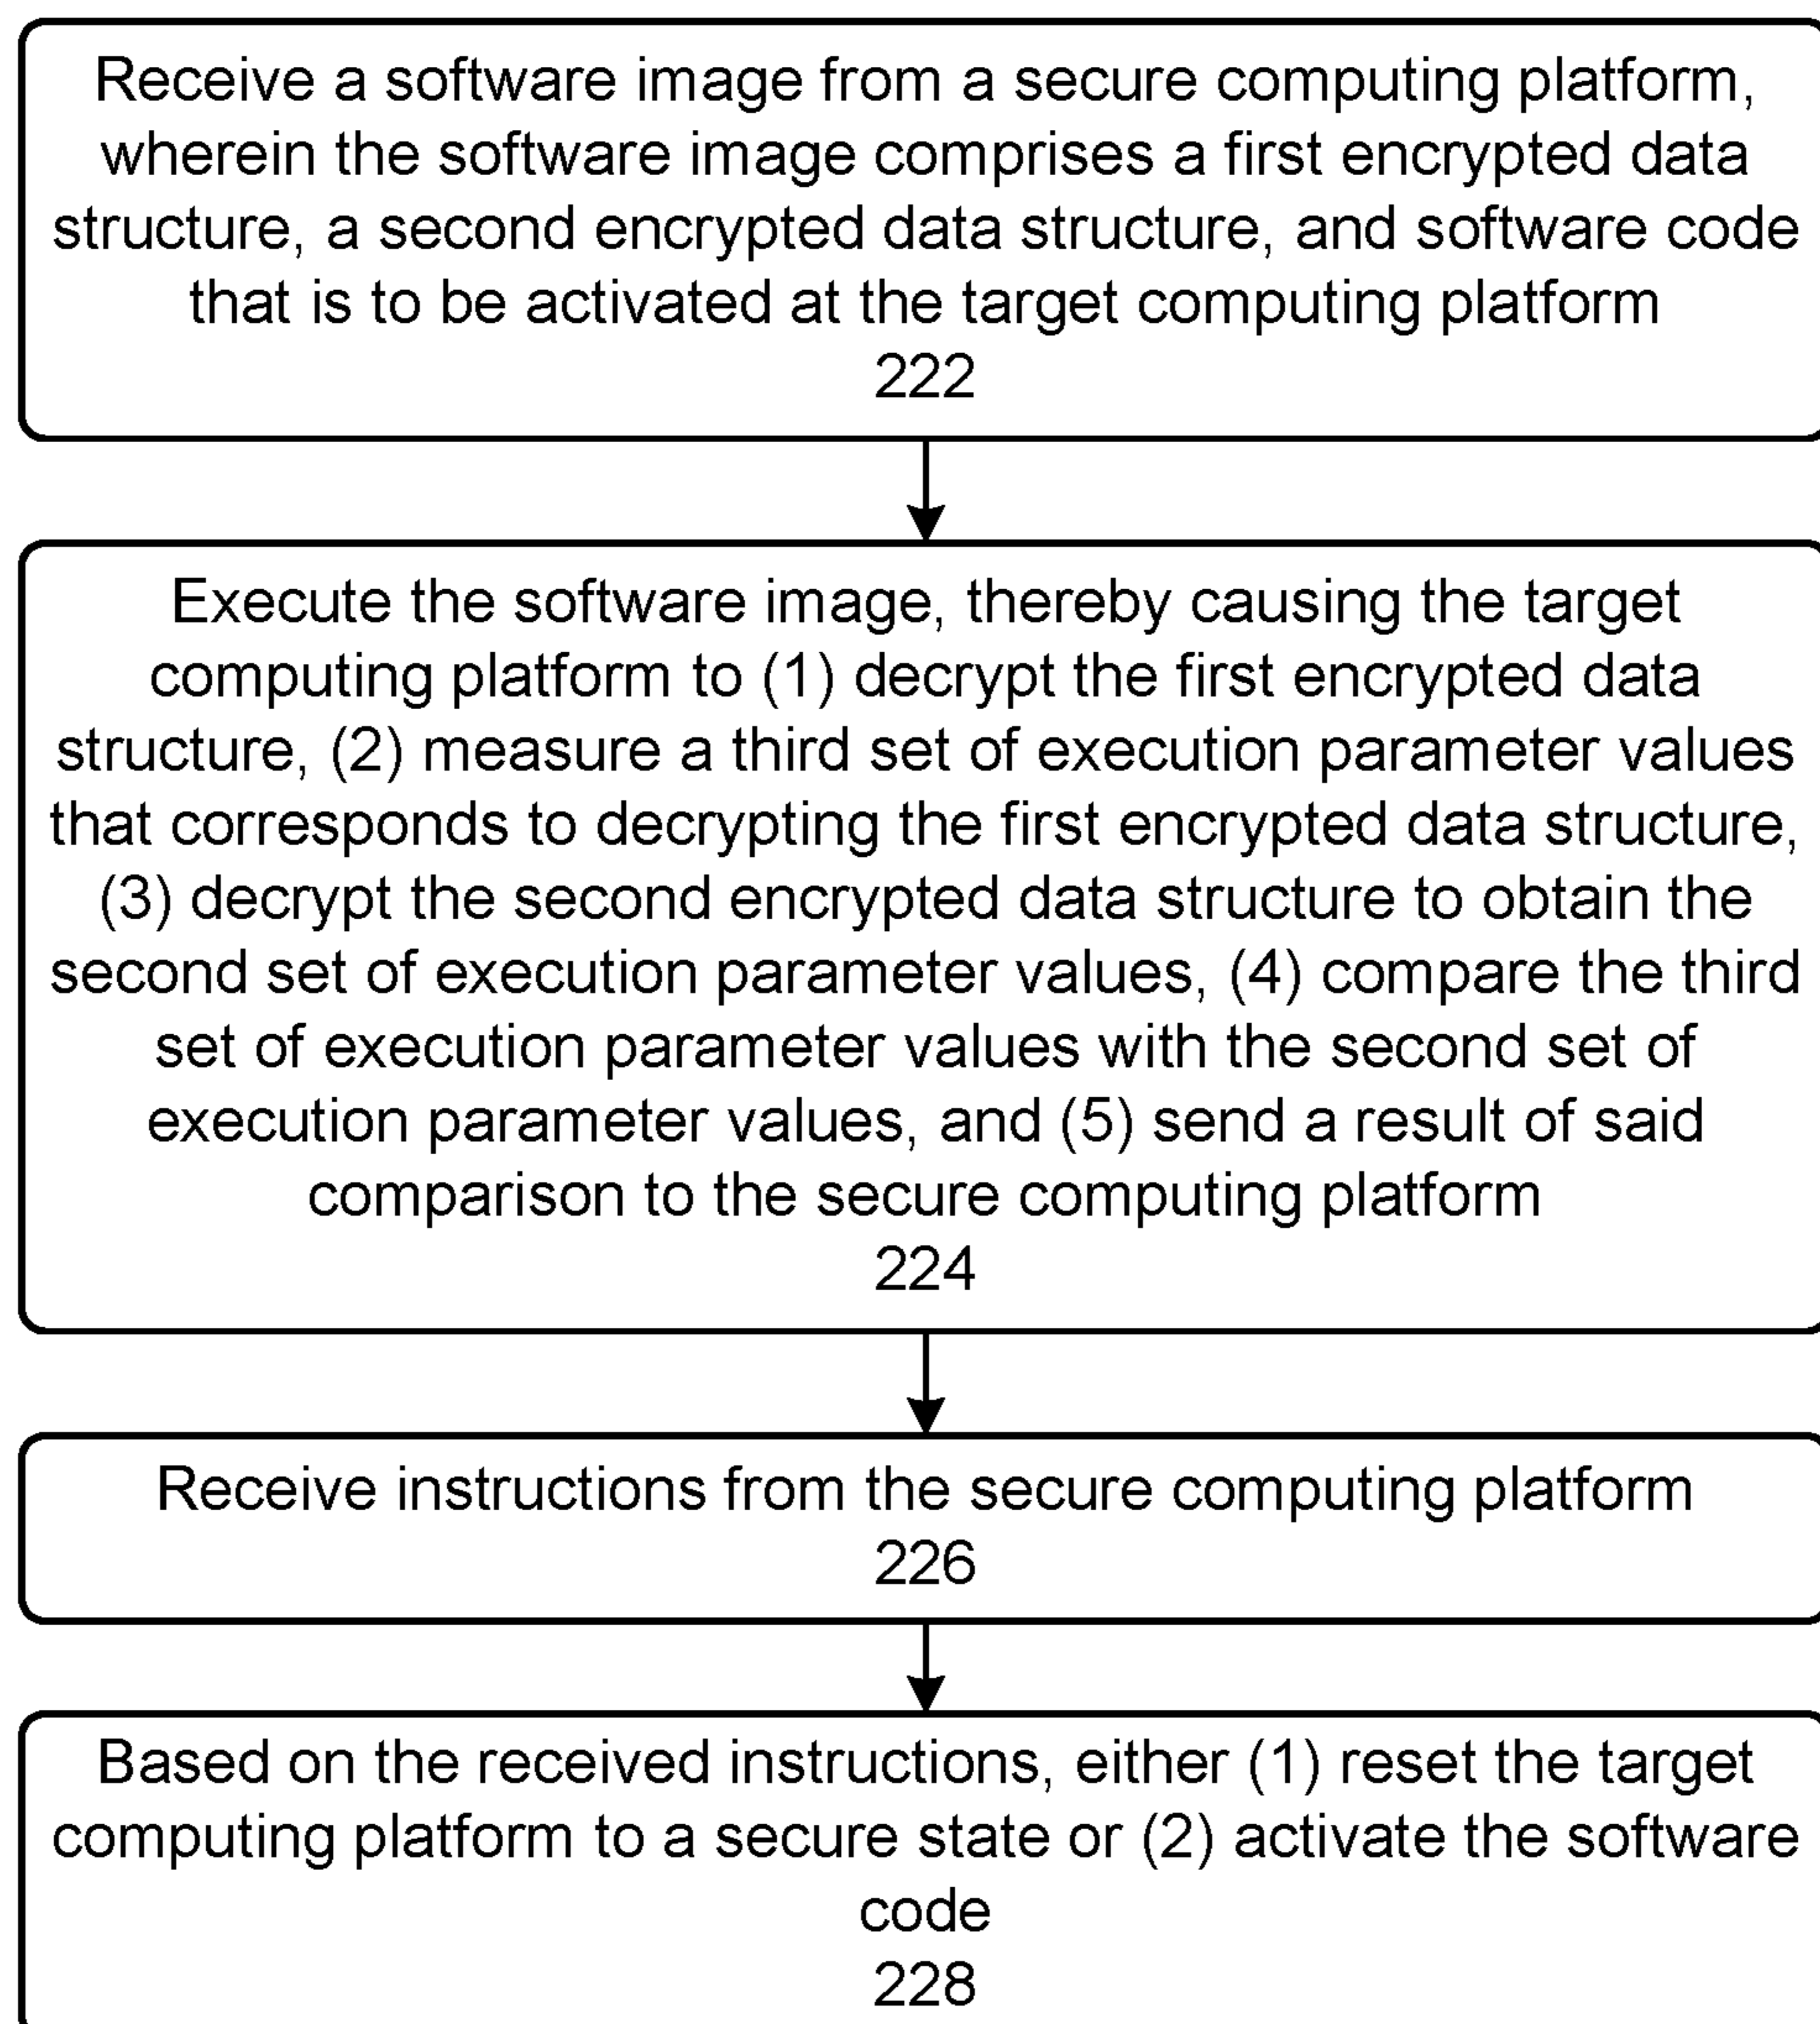 Receive a software image from a secure computing platform,
wherein the software image comprises a first encrypted data
structure, a second encrypted data structure, and software code
that is to be activated at the target computing platform
222
Execute the software image, thereby causing the target
computing platform to (1) decrypt the first encrypted data
structure, (2) measure a third set of execution parameter values
that corresponds to decrypting the first encrypted data structure,
(3) decrypt the second encrypted data structure to obtain the
second set of execution parameter values, (4) compare the third
set of execution parameter values with the second set of
execution parameter values, and (5) send a result of said
comparison to the secure computing platform
224
Receive instructions from the secure computing platform
226
Based on the received instructions, either (1) reset the target
computing platform to a secure state or (2) activate the software
code
228